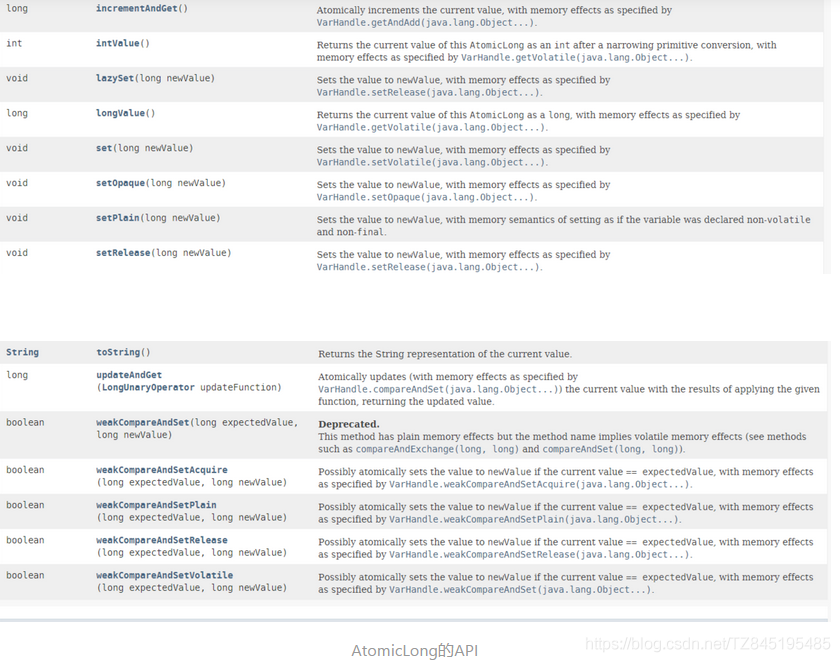 long incrementAndGet() Atomically increments the current value, with memory effects as specified by
VarHandle.getAndAdd(java.lang.Object...).
int intValue() Returns the current value of this AtomicLong as an int after a narrowing primitive conversion, with
memory effects as specified by VarHandle.getVolatile(java.lang.Object...).
void lazySet(long newValue) Sets the value to newValue, with memory effects as specified by
VarHandle.setRelease(java.lang.Object...).
long longValue() Returns the current value of this AtomicLong as a long, with memory effects as specified by
VarHandle.getVolatile(java.lang.Object...).
void set(long newValue) Sets the value to newValue, with memory effects as specified by
VarHandle.setVolatile(java.lang.Object...).
void setOpaque(long newValue) Sets the value to newValue, with memory effects as specified by
VarHandle.setOpaque(java.lang.Object...).
void setPlain(long newValue) Sets the value to newValue, with memory semantics of setting as if the variable was declared non-volatile
and non-final.
void setRelease(long newValue) Sets the value to newValue, with memory effects as specified by
VarHandle.setRelease(java.lang.Object...).
String toString() Returns the String representation of the current value.
long updateAndGet Atomically updates (with memory effects as specified by
(LongUnaryOperator updateFunction) VarHandle.compareAndSet(java.lang.Object...)) the current value with the results of applying the given
function, returning the updated value.
boolean weakCompareAndSet(long expectedValue, Deprecated.
long newValue) This method has plain memory effects but the method name implies volatile memory effects (see methods
such as compareAndExchange(long, long) and compareAndSet(long, long)).
boolean weakCompareAndSetAcquire Possibly atomically sets the value to newValue if the current value == expectedValue, with memory effects
(long expectedValue, long newValue) as specified by VarHandle.weakCompareAndSetAcquire(java.lang.Object...).
boolean weakCompareAndSetPlain Possibly atomically sets the value to newValue if the current value == expectedValue, with memory effects
(long expectedValue, long newValue) as specified by VarHandle.weakCompareAndSetPlain(java.lang.Object...).
boolean weakCompareAndSetRelease Possibly atomically sets the value to newValue if the current value == expectedValue, with memory effects
(long expectedValue, long newValue) as specified by VarHandle.weakCompareAndSetRelease(java.lang.Object...).
boolean weakCompareAndSetVolatile Possibly atomically sets the value to newValue if the current value == expectedValue, with memory effects
(long expectedValue, long newValue) as specified by VarHandle.weakCompareAndSet(java.lang.Object...).
https://blog.csdn.net/TZ845195485
AtomicLong的API